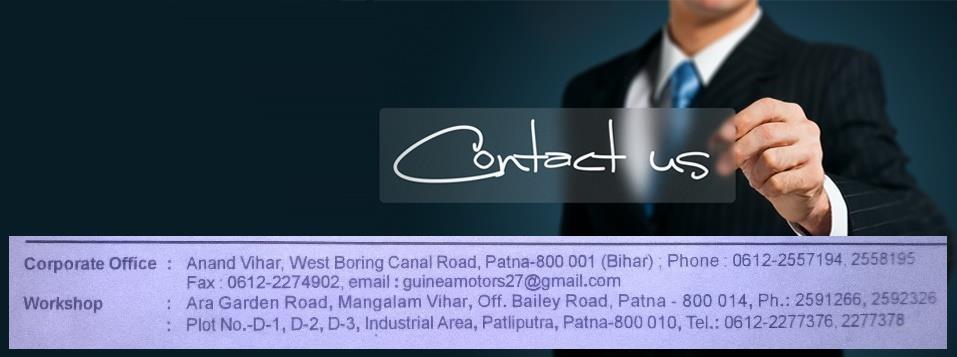 Contact us
Corporate Office : Anand Vihar, West Boring Canal Road, Patna-800 001 (Bihar) ; Phone : 0612-2557194, 2558195
Fax : 0612-2274902, email : guineamotors27@gmail.com
Workshop : Ara Garden Road, Mangalam Vihar, Off. Bailey Road, Patna - 800 014, Ph.: 2591266, 2592326
: Plot No.-D-1, D-2, D-3, Industrial Area, Patliputra, Patna-800 010, Tel.: 0612-2277376, 2277378